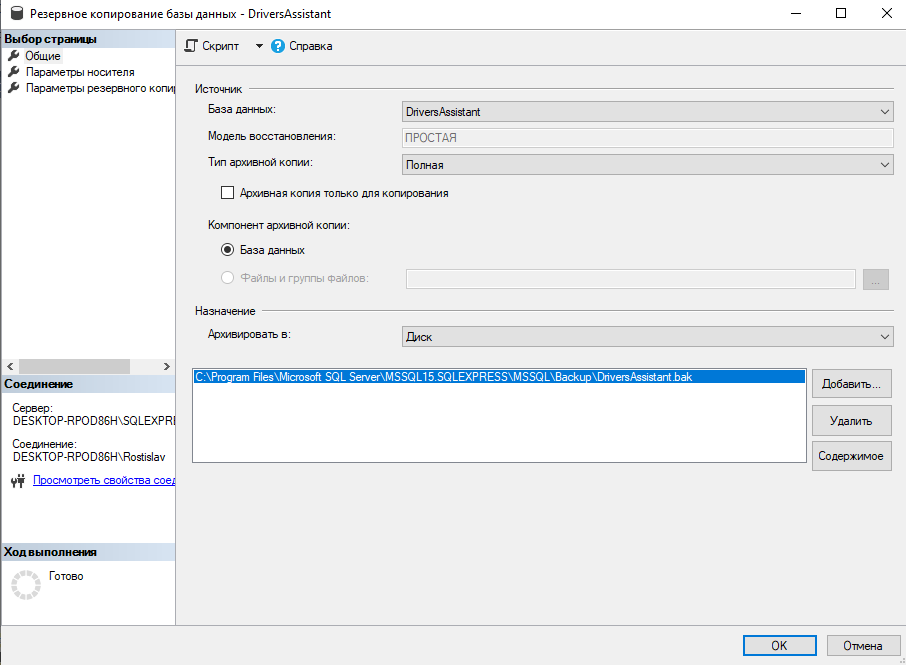 Резервное копирование базы данных - DriversAssistant
Выбор страницы
Общие
Параметры носителя
Параметры резервного копи
Скрипт
Справка
Источник
База данных:
DriversAssistant
Модель восстановления:
ПРОСТАЯ
Тип архивной копии:
Полная
Архивная копия только для копирования
Компонент архивной копии:
База данных
Файлы и группы файлов:
...
Назначение
Архивировать в:
Диск
C:\Program Files\Microsoft SQL Server\MSSQL15.SQLEXPRESS\MSSQL\Backup\DriversAssistant.bak
Добавить...
Удалить
Содержимое
Соединение
Сервер:
DESKTOP-RPOD86H\SQLEXPRE
Соединение:
DESKTOP-RPOD86H\Rostislav
Просмотреть свойства соед
Ход выполнения
Готово
OK
Отмена